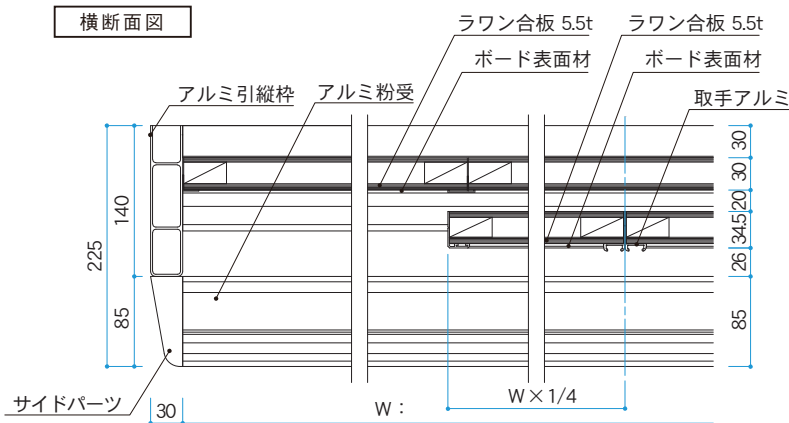 横断面図
ラワン合板 5.5t
ラワン合板 5.5t
ボード表面材
ボード表面材
アルミ引縦枠
アルミ粉受
取手アルミ
30
30
20
34.5
26
85
140
225
85
サイドパーツ
30
W：
W×1/4